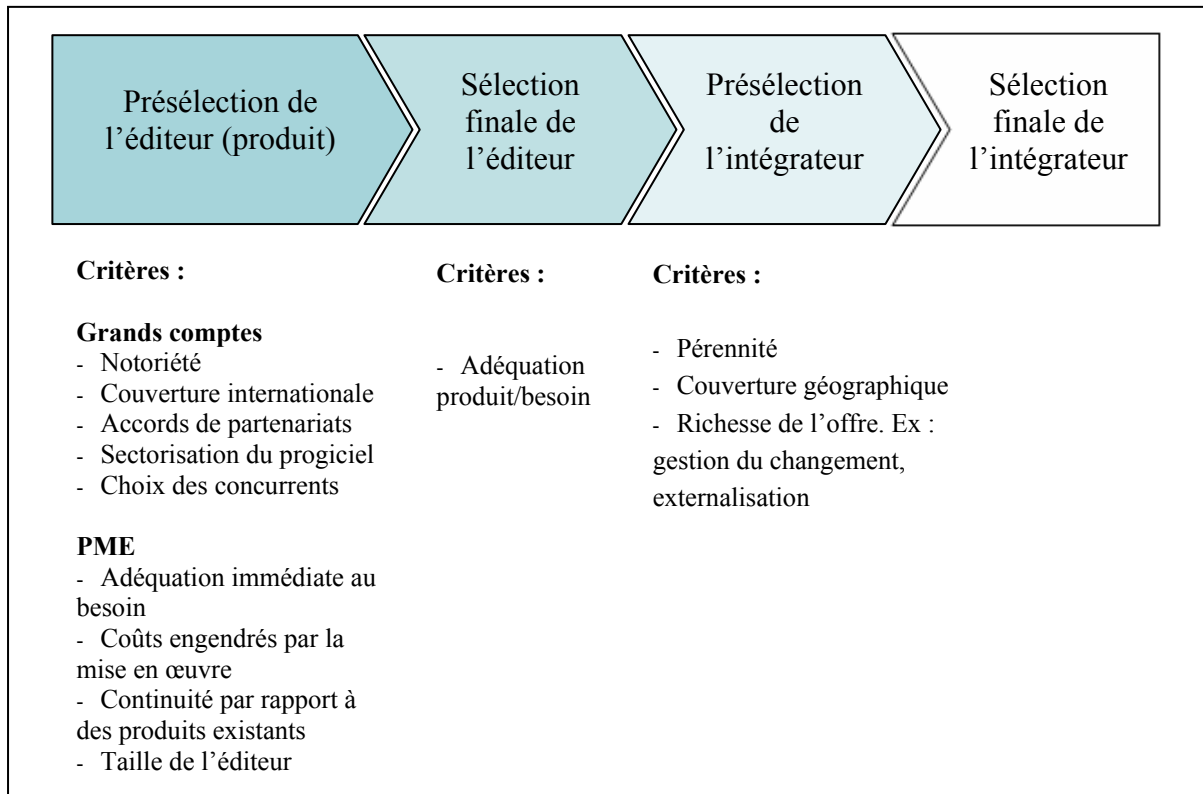 Présélection de
l’éditeur (produit)
Sélection
finale de
l’éditeur
Présélection
de
l’intégrateur
Sélection
finale de
l’intégrateur
Critères :
Grands comptes
- Notoriété
- Couverture internationale
- Accords de partenariats
- Sectorisation du progiciel
- Choix des concurrents
PME
- Adéquation immédiate au
besoin
- Coûts engendrés par la
mise en œuvre
- Continuité par rapport à
des produits existants
- Taille de l’éditeur
Critères :
- Adéquation
produit/besoin
Critères :
- Pérennité
- Couverture géographique
- Richesse de l’offre. Ex :
gestion du changement,
externalisation